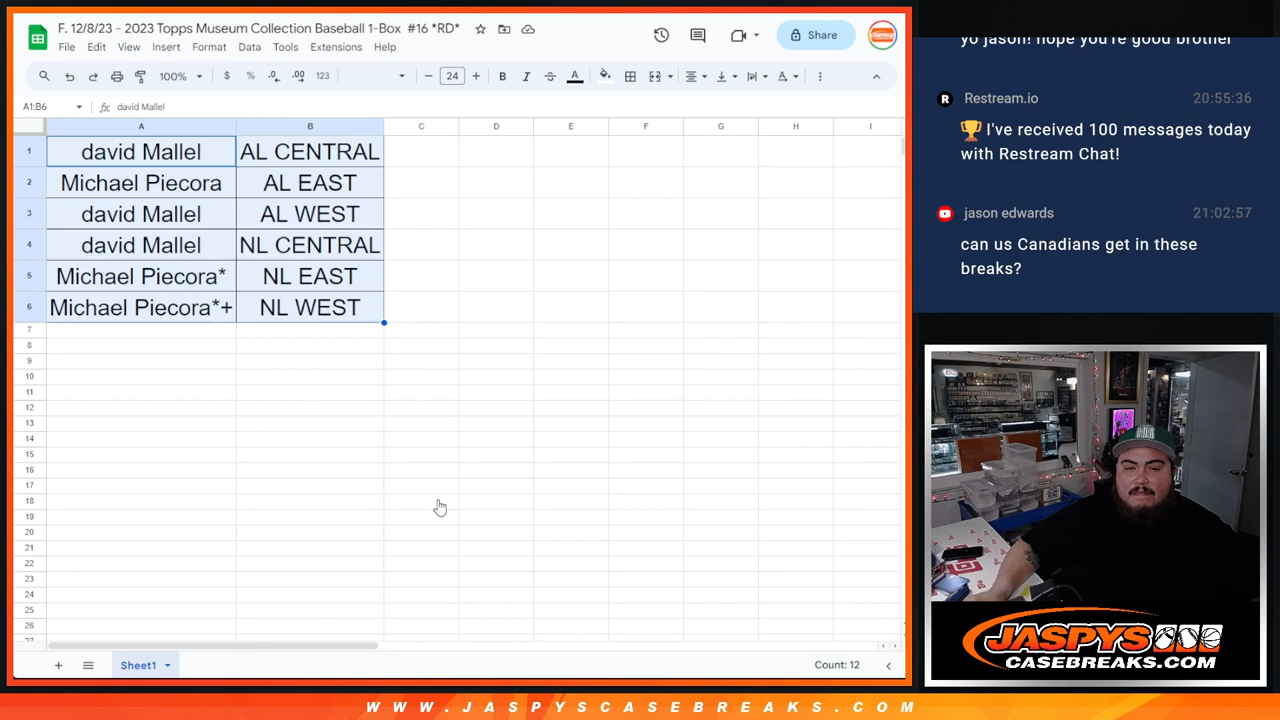 F. 12/8/23 - 2023 Topps Museum Collection Baseball 1-Box #16 *RD*
File Edit View Insert Format Data Tools Extensions Help
Share
100% $ % .0 .00 123 24 B I S A
A1:B6 fx david Mallel
A B C D E F G H I
1 david Mallel AL CENTRAL
2 Michael Piecora AL EAST
3 david Mallel AL WEST
4 david Mallel NL CENTRAL
5 Michael Piecora* NL EAST
6 Michael Piecora*+ NL WEST
7
8
9
10
11
12
13
14
15
16
17
18
19
20
21
22
23
24
25
26
27
Sheet1
Count: 12
yo jason! hope you're good brother
R Restream.io 20:55:36
🏆 I've received 100 messages today
with Restream Chat!
jason edwards 21:02:57
can us Canadians get in these
breaks?
JASPYS
CASEBREAKS.COM
WWW.JASPYSCASEBREAKS.COM